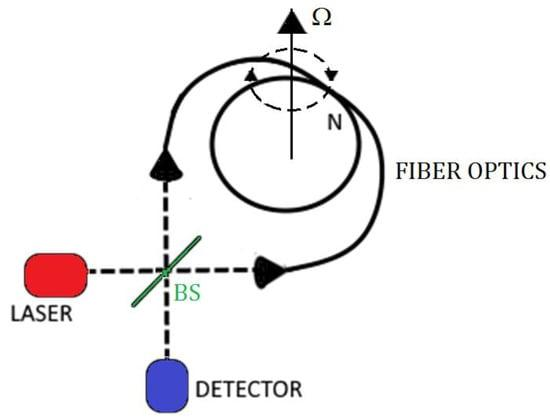 Ω
N
FIBER OPTICS
BS
LASER
DETECTOR